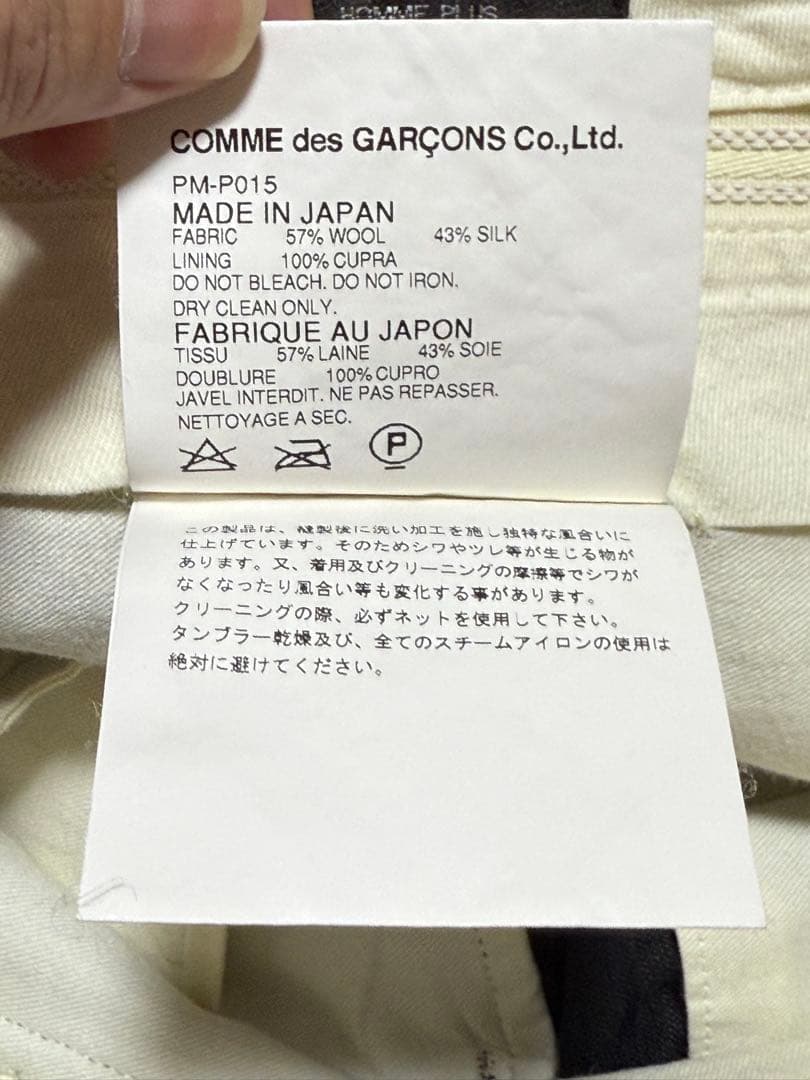 HOMME PLUS
COMME des GARÇONS Co.,Ltd.
PM-P015
MADE IN JAPAN
FABRIC 57% WOOL 43% SILK
LINING 100% CUPRA
DO NOT BLEACH. DO NOT IRON.
DRY CLEAN ONLY.
FABRIQUE AU JAPON
TISSU 57% LAINE 43% SOIE
DOUBLURE 100% CUPRO
JAVEL INTERDIT. NE PAS REPASSER.
NETTOYAGE A SEC.
P
この製品は、縫製後に洗い加工を施し独特な風合いに
仕上げています。そのためシワやツレ等が生じる物が
あります。又、着用及びクリーニングの摩擦等でシワが
なくなったり風合い等も変化する事があります。
クリーニングの際、必ずネットを使用して下さい。
タンブラー乾燥及び、全てのスチームアイロンの使用は
絶対に避けてください。